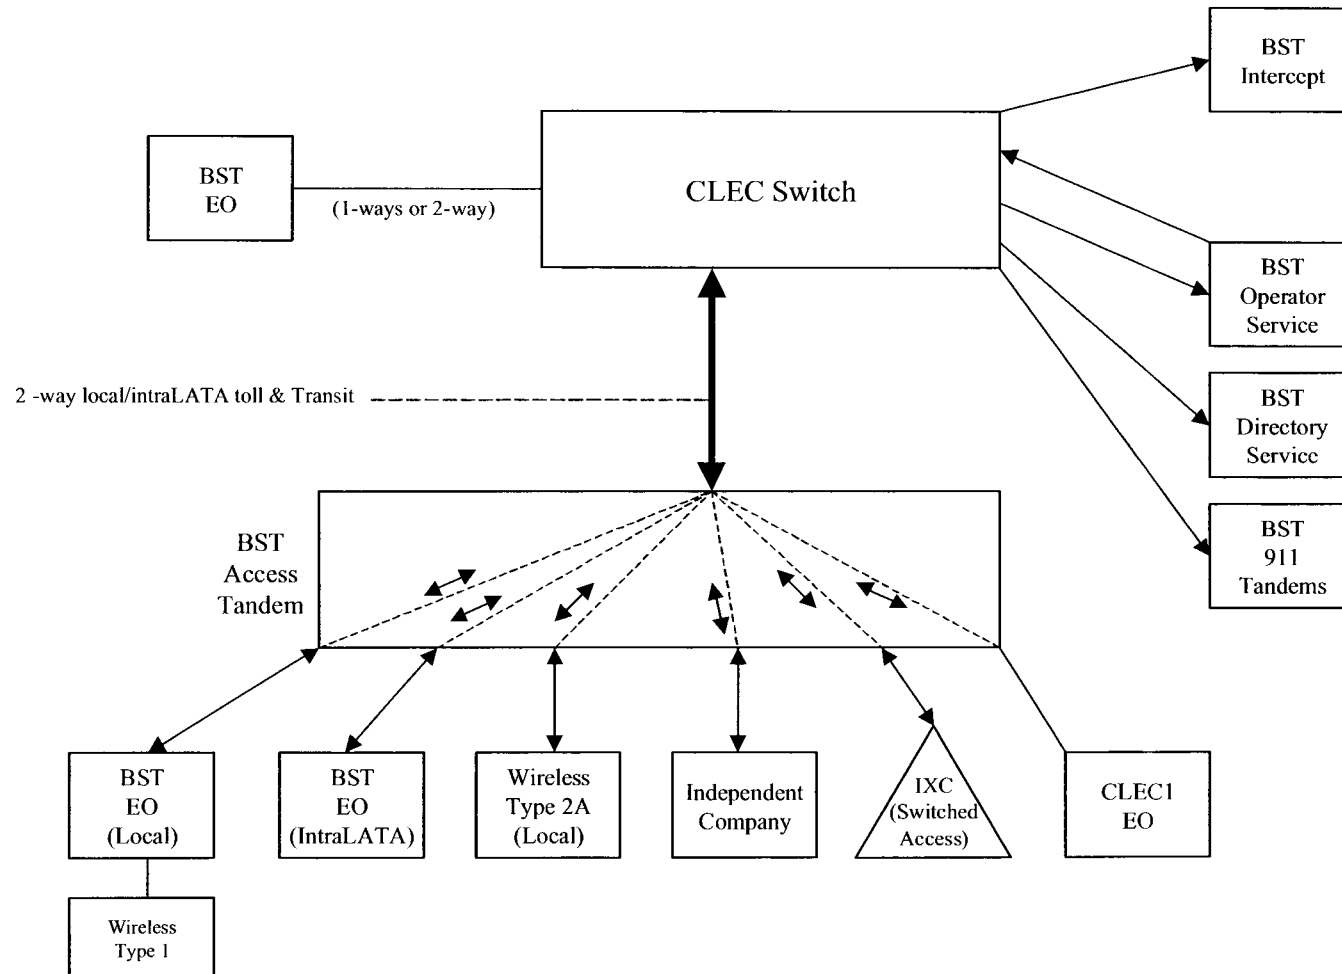 BST
Intercept
BST
EO
(1-ways or 2-way)
CLEC Switch
BST
Operator
Service
2 -way local/intraLATA toll & Transit
BST
Directory
Service
BST
Access
Tandem
BST
911
Tandems
BST
EO
(Local)
BST
EO
(IntraLATA)
Wireless
Type 2A
(Local)
Independent
Company
IXC
(Switched
Access)
CLEC1
EO
Wireless
Type 1